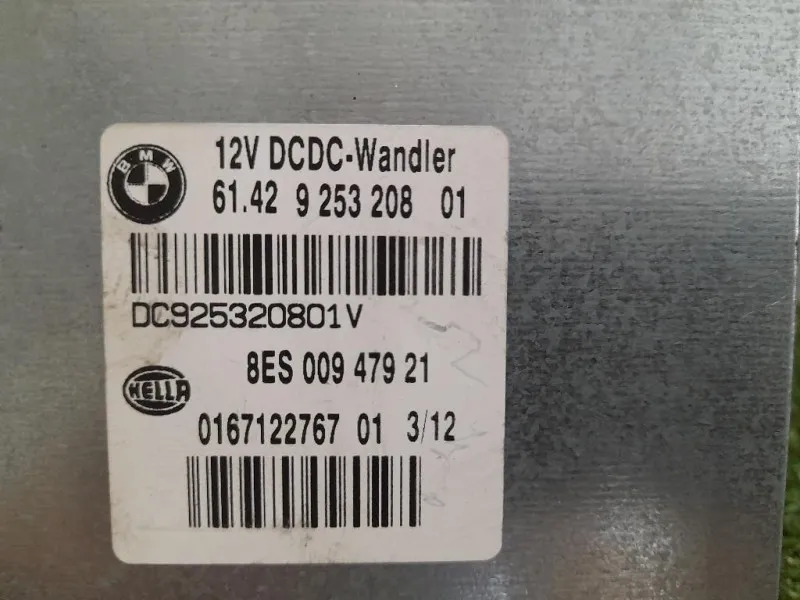 BMW
12V DCDC-Wandler
61.42 9 253 208 01
DC925320801V
HELLA
8ES 009 479 21
0167122767 01 3/12